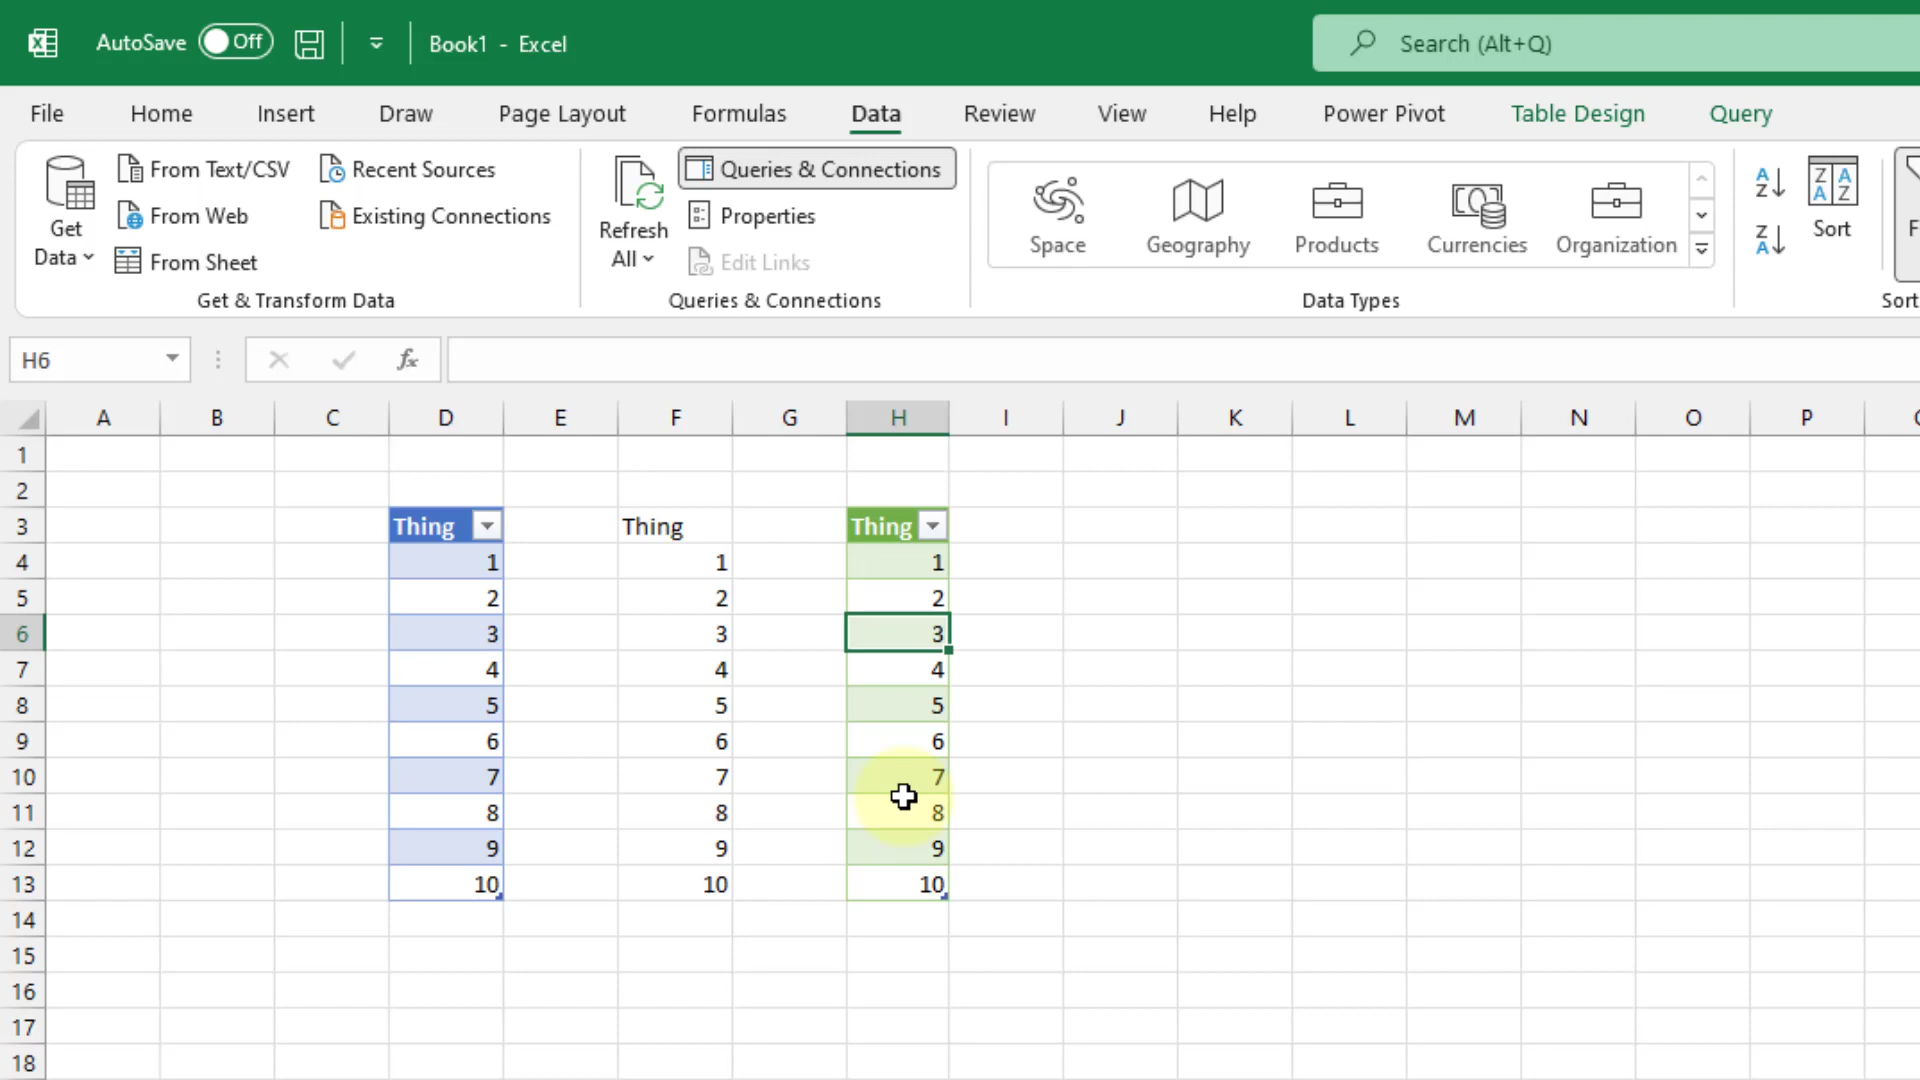 AutoSave Off Book1 - Excel Search (Alt+Q)
File Home Insert Draw Page Layout Formulas Data Review View Help Power Pivot Table Design Query
Get Data
From Text/CSV
From Web
From Sheet
Recent Sources
Existing Connections
Get & Transform Data
Refresh All
Queries & Connections
Properties
Edit Links
Queries & Connections
Space Geography Products Currencies Organization
Data Types
Sort
Sort
H6 fx
A B C D E F G H I J K L M N O P
1
2
3 Thing Thing Thing
4 1 1 1
5 2 2 2
6 3 3 3
7 4 4 4
8 5 5 5
9 6 6 6
10 7 7 7
11 8 8 8
12 9 9 9
13 10 10 10
14
15
16
17
18